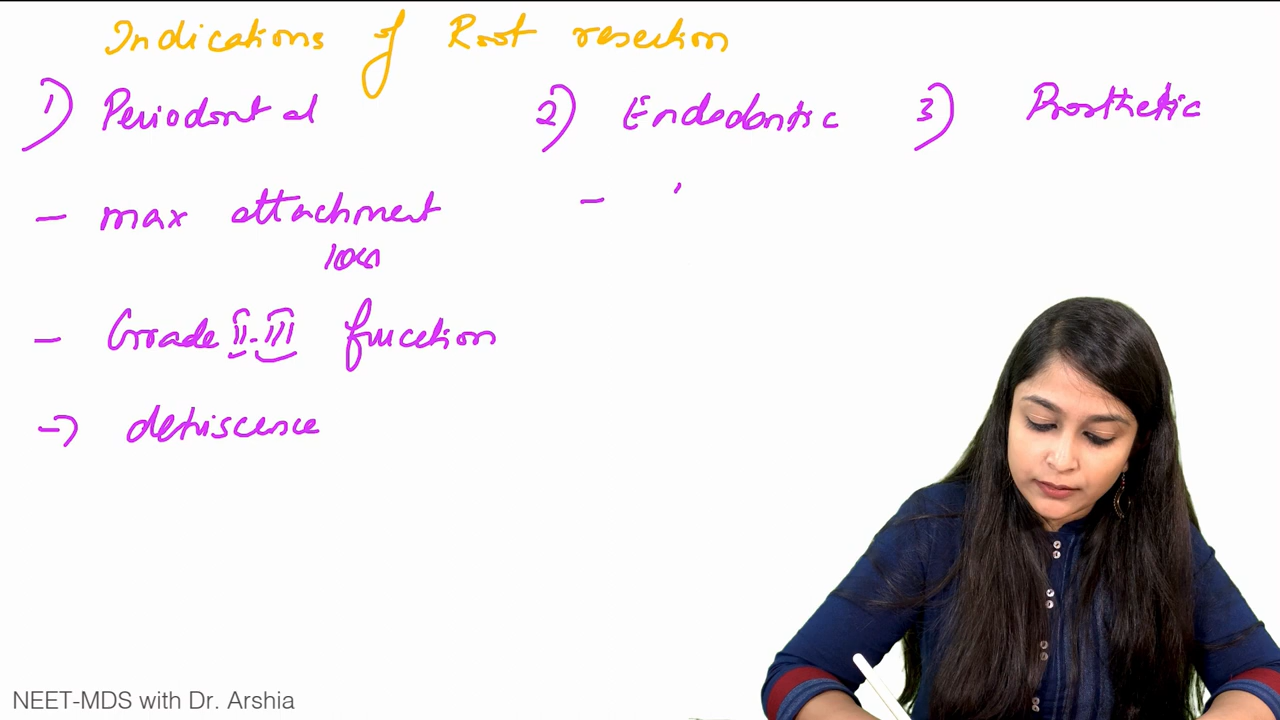 Indications of Root resection
1) Periodontal
2) Endodontic
3) Prosthetic
- max attachment
loss
- Grade II-III furcation
-> dehiscence
-
NEET-MDS with Dr. Arshia